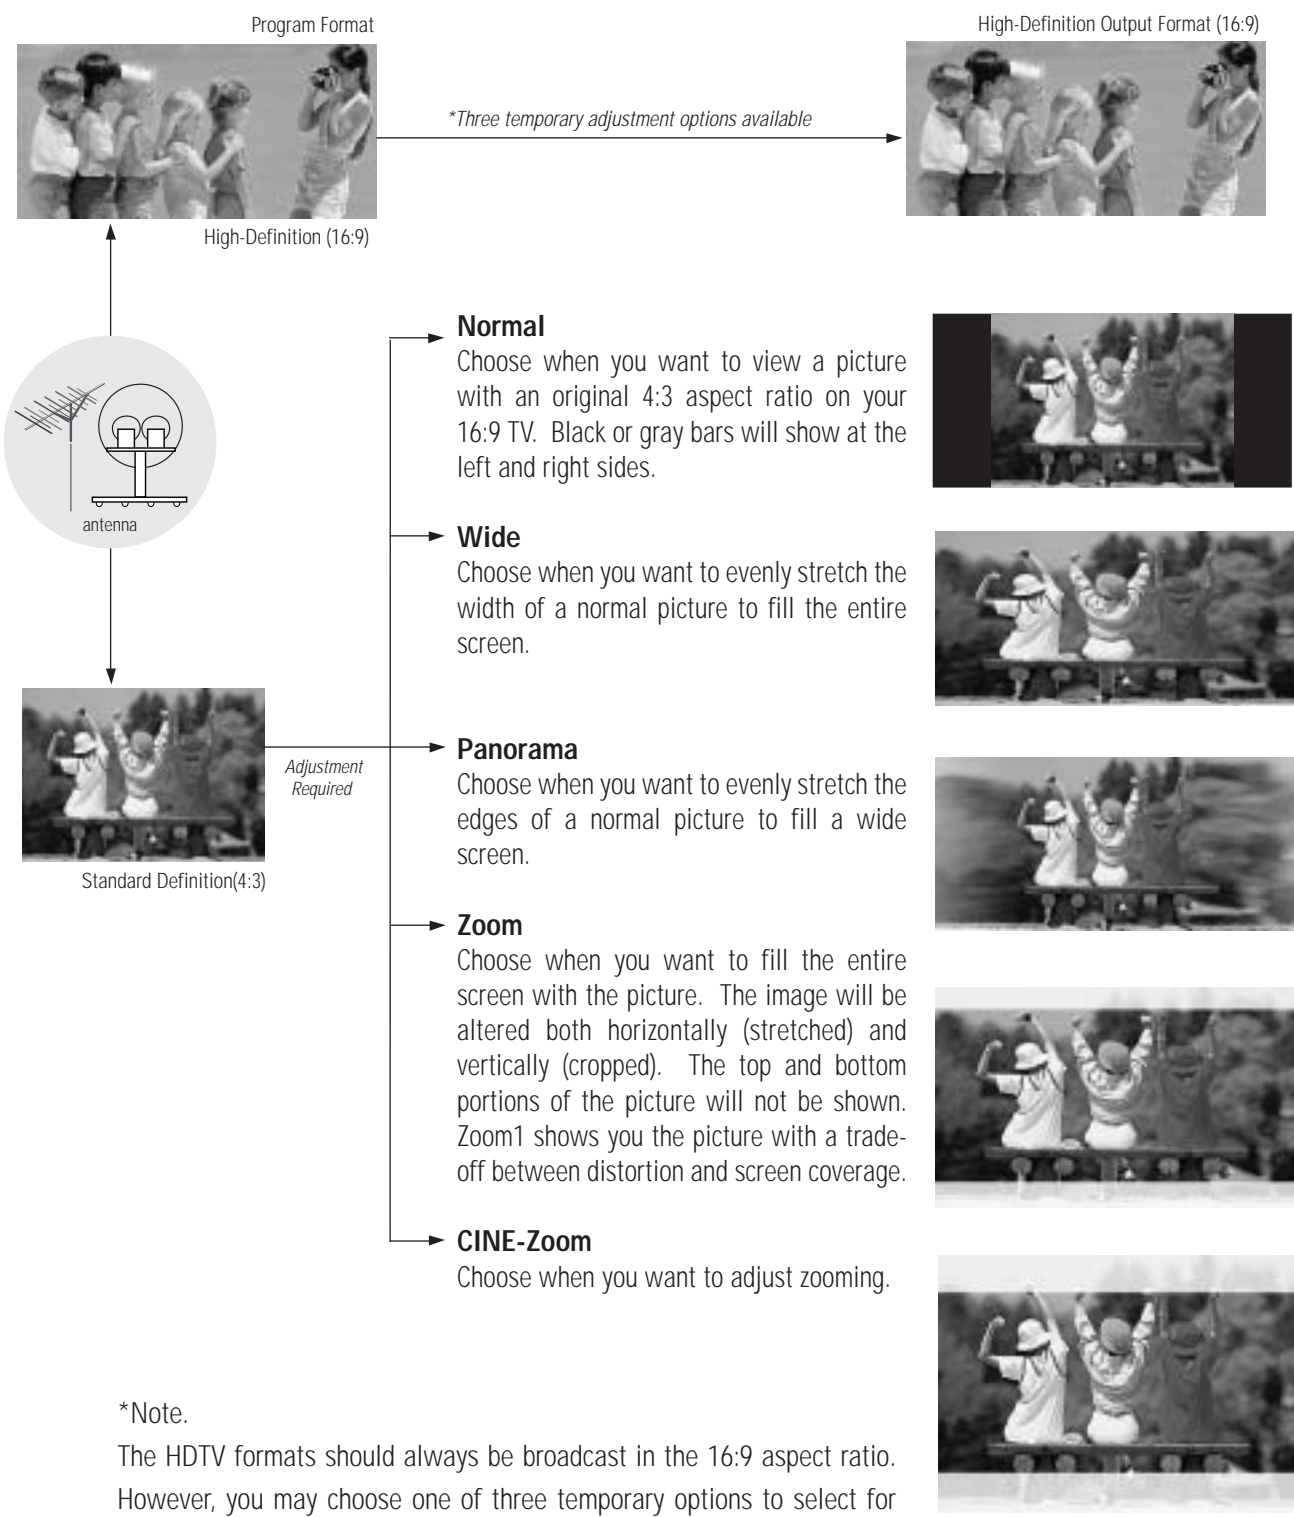 Program Format
High-Definition Output Format (16:9)
*Three temporary adjustment options available
High-Definition (16:9)
antenna
Normal
Choose when you want to view a picture
with an original 4:3 aspect ratio on your
16:9 TV. Black or gray bars will show at the
left and right sides.
Wide
Choose when you want to evenly stretch the
width of a normal picture to fill the entire
screen.
Adjustment
Required
Standard Definition(4:3)
Panorama
Choose when you want to evenly stretch the
edges of a normal picture to fill a wide
screen.
Zoom
Choose when you want to fill the entire
screen with the picture. The image will be
altered both horizontally (stretched) and
vertically (cropped). The top and bottom
portions of the picture will not be shown.
Zoom1 shows you the picture with a trade-
off between distortion and screen coverage.
CINE-Zoom
Choose when you want to adjust zooming.
*Note.
The HDTV formats should always be broadcast in the 16:9 aspect ratio.
However, you may choose one of three temporary options to select for